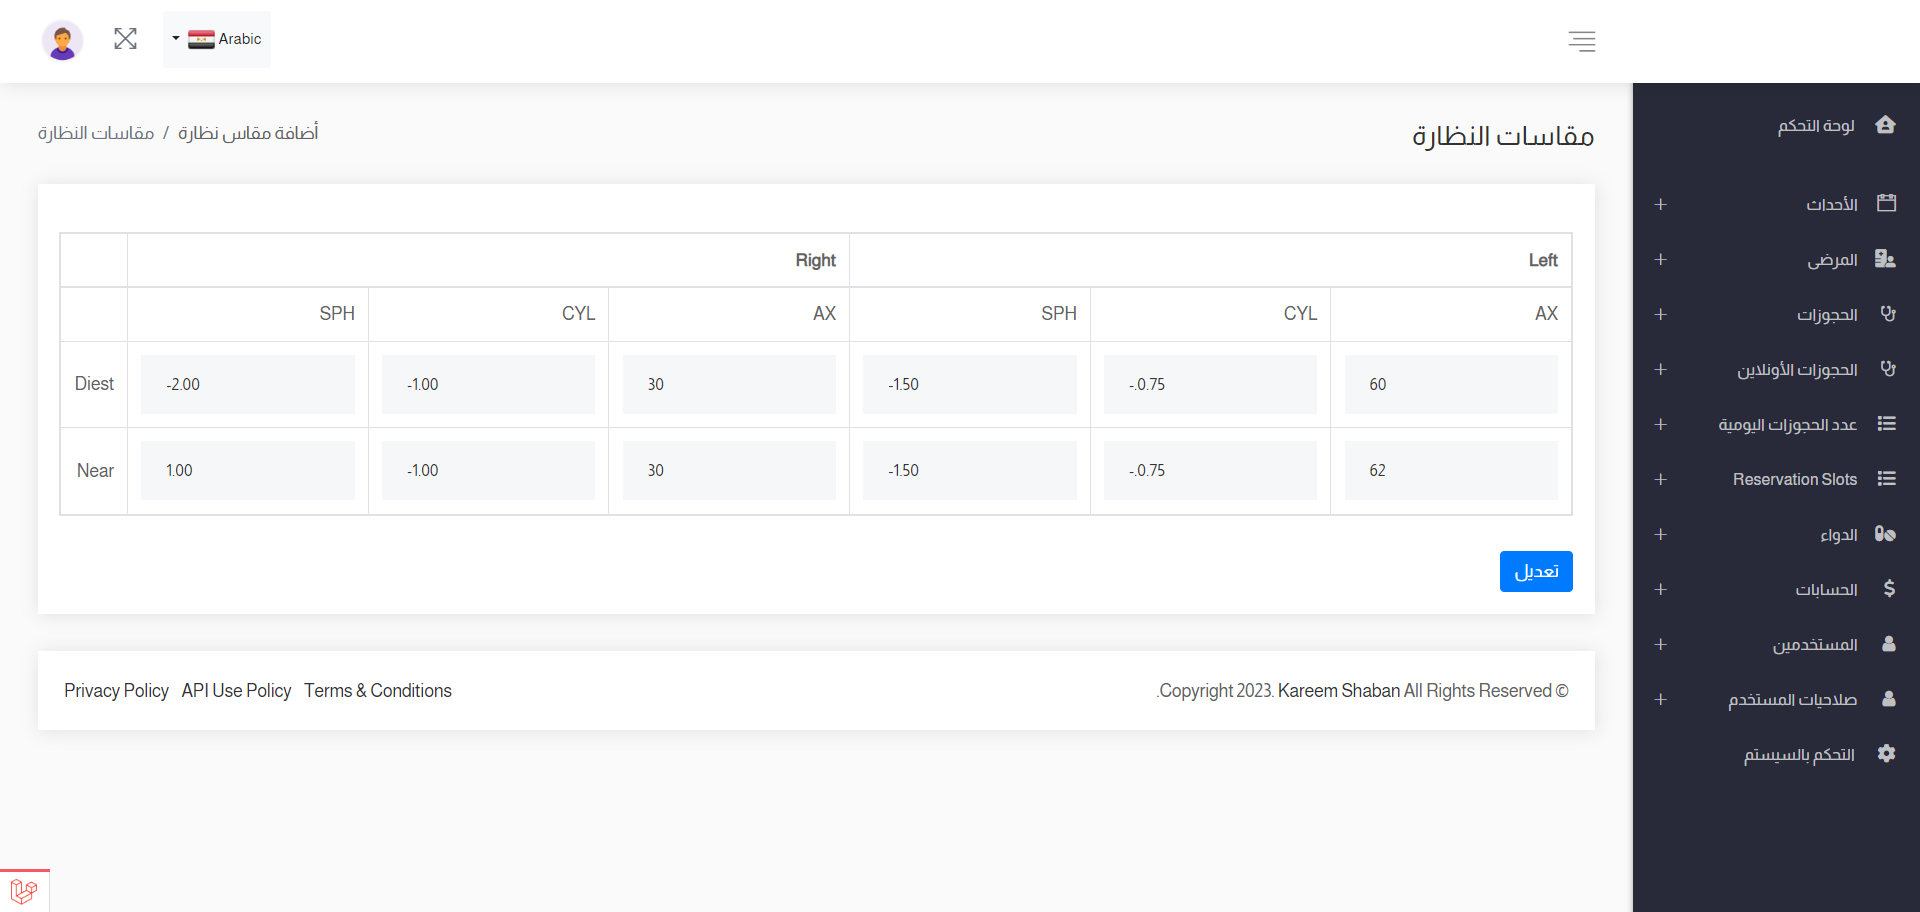 Arabic
مقاسات النظارة
أضافة مقاس نظارة / مقاسات النظارة
Right Left
SPH CYL AX SPH CYL AX
Diest -2.00 -1.00 30 -1.50 -.0.75 60
Near 1.00 -1.00 30 -1.50 -.0.75 62
تعديل
Privacy Policy API Use Policy Terms & Conditions
.Copyright 2023. Kareem Shaban All Rights Reserved ©
لوحة التحكم
الأحداث
المرضى
الحجوزات
الحجوزات الأونلاين
عدد الحجوزات اليومية
Reservation Slots
الدواء
الحسابات
المستخدمين
صلاحيات المستخدم
التحكم بالسيستم